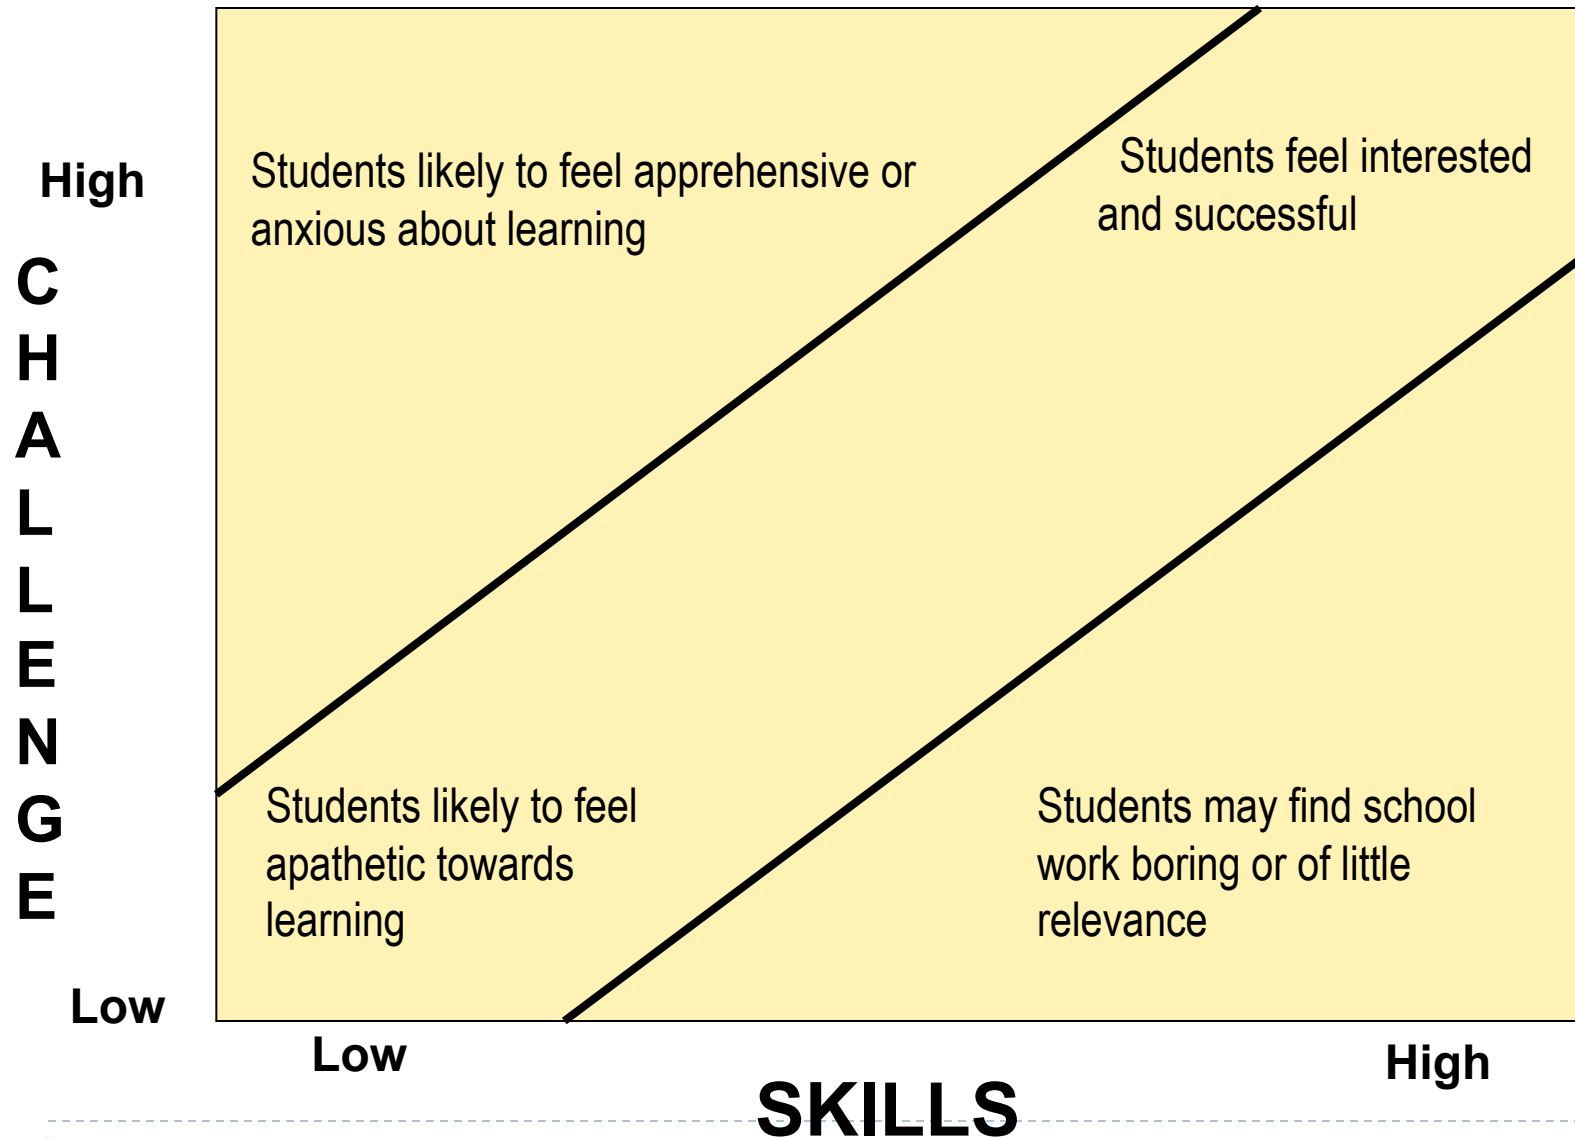 High
CHALLENGE
Students likely to feel apprehensive or
anxious about learning
Students feel interested
and successful
Students likely to feel
apathetic towards
learning
Students may find school
work boring or of little
relevance
Low
Low
High
SKILLS